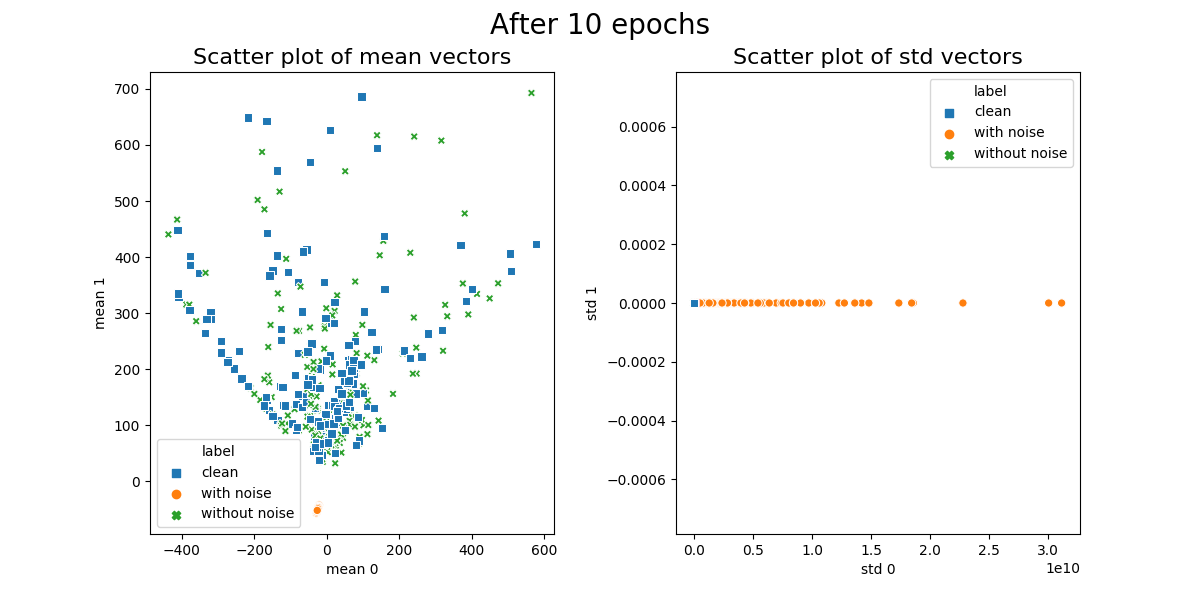 After 10 epochs
Scatter plot of mean vectors
700
600
500
400
300
200
100
0
mean 1
label
clean
with noise
without noise
−400
−200
0
200
400
600
mean 0
Scatter plot of std vectors
0.0006
0.0004
0.0002
0.0000
−0.0002
−0.0004
−0.0006
std 1
label
clean
with noise
without noise
0.0
0.5
1.0
1.5
2.0
2.5
3.0
1e10
std 0